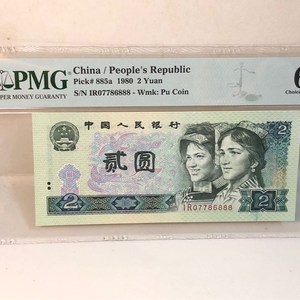 PMG
PAPER MONEY GUARANTY
China / People's Republic
Pick# 885a 1980 2 Yuan
S/N IR07786888 - Wmk: Pu Coin
6
Choice
中国人民银行
贰圆
2
IR07786888
2